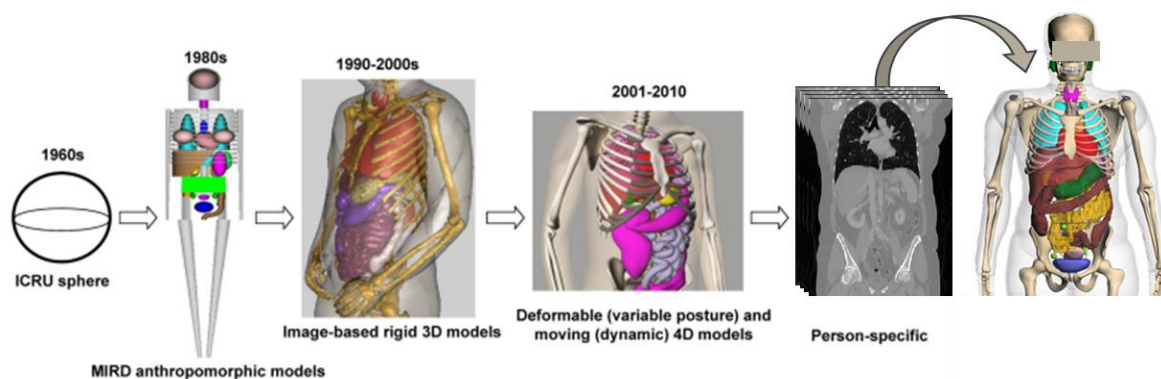 1960s
ICRU sphere
1980s
MIRD anthropomorphic models
1990-2000s
Image-based rigid 3D models
2001-2010
Deformable (variable posture) and
moving (dynamic) 4D models
Person-specific